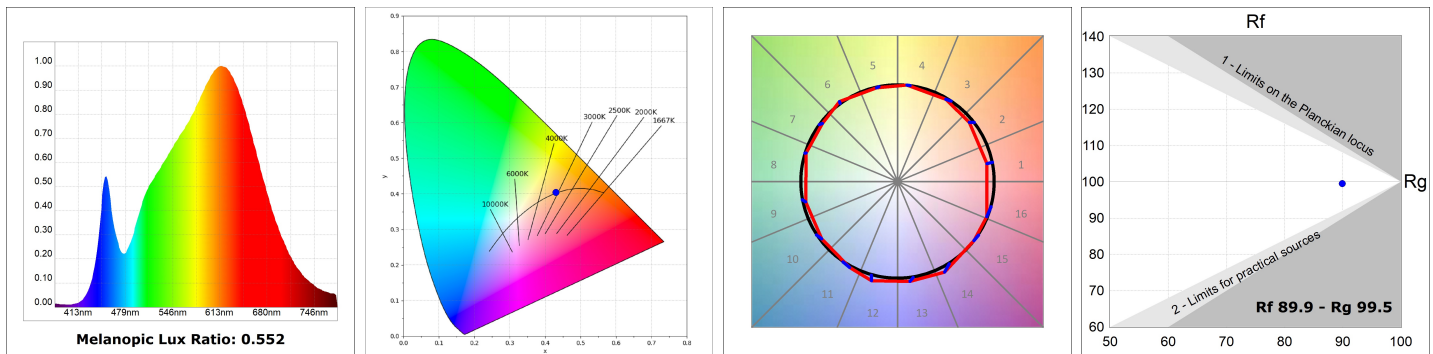 1.00
0.90
0.80
0.70
0.60
0.50
0.40
0.30
0.20
0.10
0.00
413nm 479nm 546nm 613nm 680nm 746nm
Melanopic Lux Ratio: 0.552
0.9
0.8
0.7
0.6
0.5
0.4
0.3
0.2
0.1
0.0
y
0.0 0.1 0.2 0.3 0.4 0.5 0.6 0.7 0.8
x
10000K
6000K
4000K
3000K
2500K
2000K
1667K
1
2
3
4
5
6
7
8
9
10
11
12
13
14
15
16
Rf
140
130
120
110
100
90
80
70
60
50 60 70 80 90 100
Rg
1 - Limits on the Planckian locus
2 - Limits for practical sources
Rf 89.9 - Rg 99.5